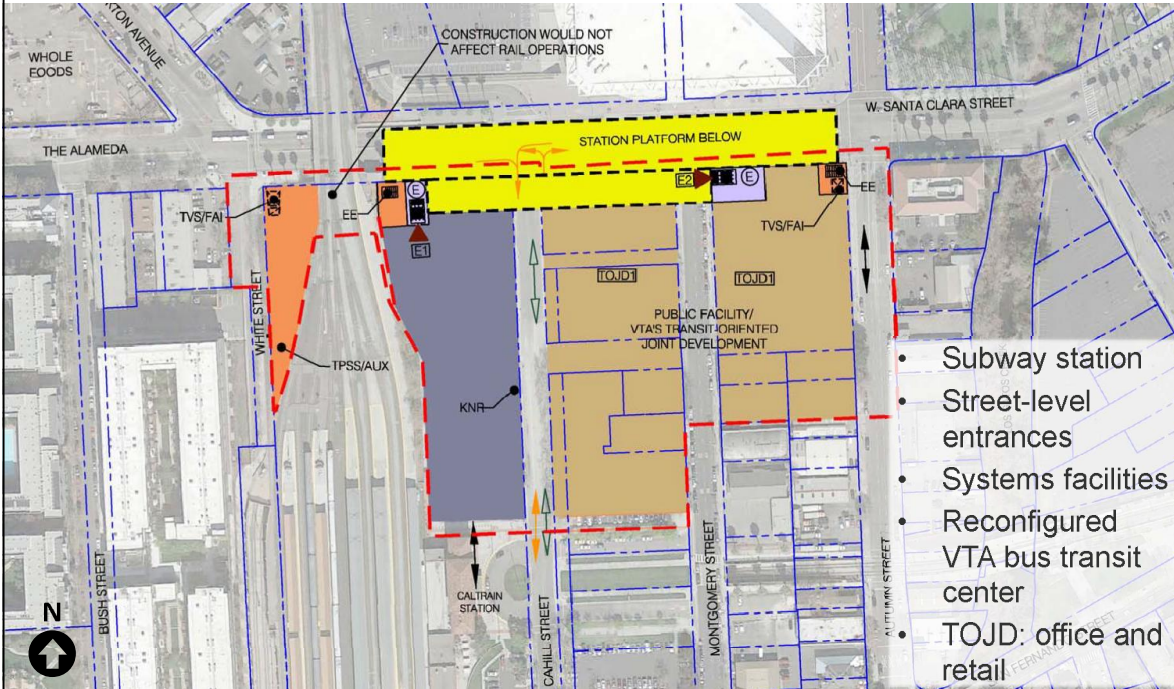 RTON AVENUE
CONSTRUCTION WOULD NOT
AFFECT RAIL OPERATIONS
WHOLE
FOODS
W. SANTA CLARA STREET
THE ALAMEDA
STATION PLATFORM BELOW
E
E2
E
EE
TVS/FAI
EE
TVS/FAI
E1
WHITE STREET
TOJD1
TOJD1
PUBLIC FACILITY/
VTA'S TRANSIT-ORIENTED
JOINT DEVELOPMENT
TPSS/AUX
KNR
• Subway station
• Street-level
entrances
• Systems facilities
• Reconfigured
VTA bus transit
center
• TOJD: office and
retail
BUSH STREET
CALTRAIN
STATION
CAHILL STREET
MONTGOMERY STREET
AUTUMN STREET
N